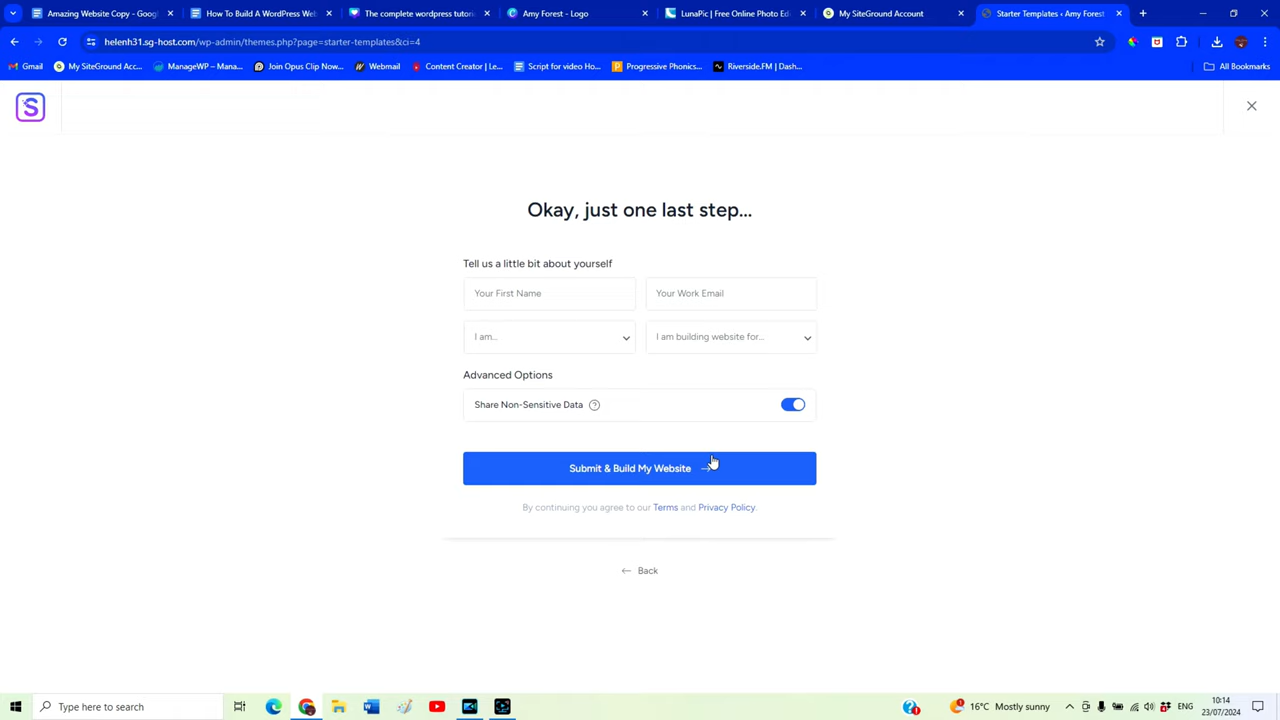 Amazing Website Copy - Goog
How To Build A WordPress Web
The complete wordpress tutori
Amy Forest - Logo
LunaPic | Free Online Photo Ed
My SiteGround Account
Starter Templates ‹ Amy Forest
helenh31.sg-host.com/wp-admin/themes.php?page=starter-templates&ci=4
Gmail
My SiteGround Acc...
ManageWP – Mana...
Join Opus Clip Now...
Webmail
Content Creator | Le...
Script for video Ho...
Progressive Phonics...
Riverside.FM | Dash...
All Bookmarks
S
Okay, just one last step...
Tell us a little bit about yourself
Your First Name
Your Work Email
I am...
I am building website for...
Advanced Options
Share Non-Sensitive Data ?
Submit & Build My Website →
By continuing you agree to our Terms and Privacy Policy.
← Back
Type here to search
16°C Mostly sunny
ENG
10:14
23/07/2024